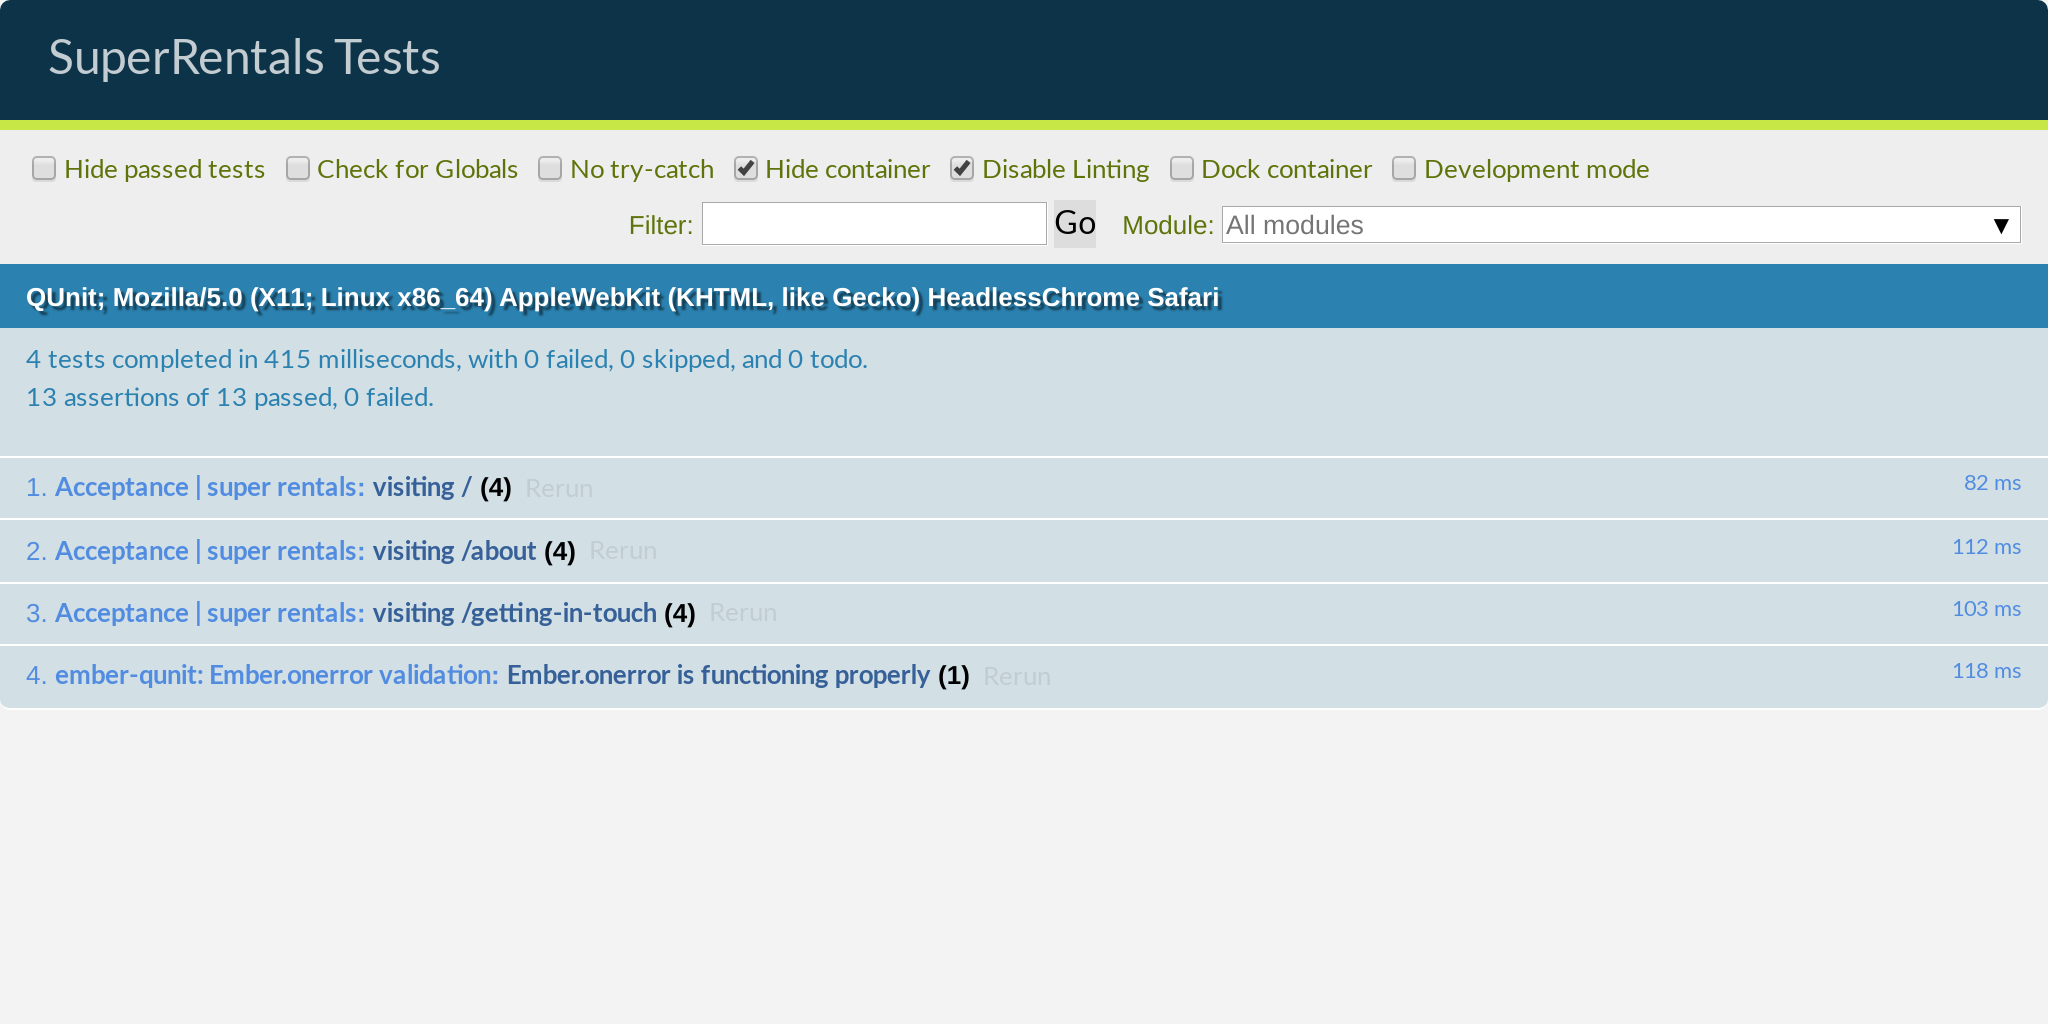 SuperRentals Tests
Hide passed tests Check for Globals No try-catch Hide container Disable Linting Dock container Development mode
Filter: Go Module: All modules ▼
QUnit; Mozilla/5.0 (X11; Linux x86_64) AppleWebKit (KHTML, like Gecko) HeadlessChrome Safari
4 tests completed in 415 milliseconds, with 0 failed, 0 skipped, and 0 todo.
13 assertions of 13 passed, 0 failed.
1. Acceptance | super rentals: visiting / (4) Rerun 82 ms
2. Acceptance | super rentals: visiting /about (4) Rerun 112 ms
3. Acceptance | super rentals: visiting /getting-in-touch (4) Rerun 103 ms
4. ember-qunit: Ember.onerror validation: Ember.onerror is functioning properly (1) Rerun 118 ms